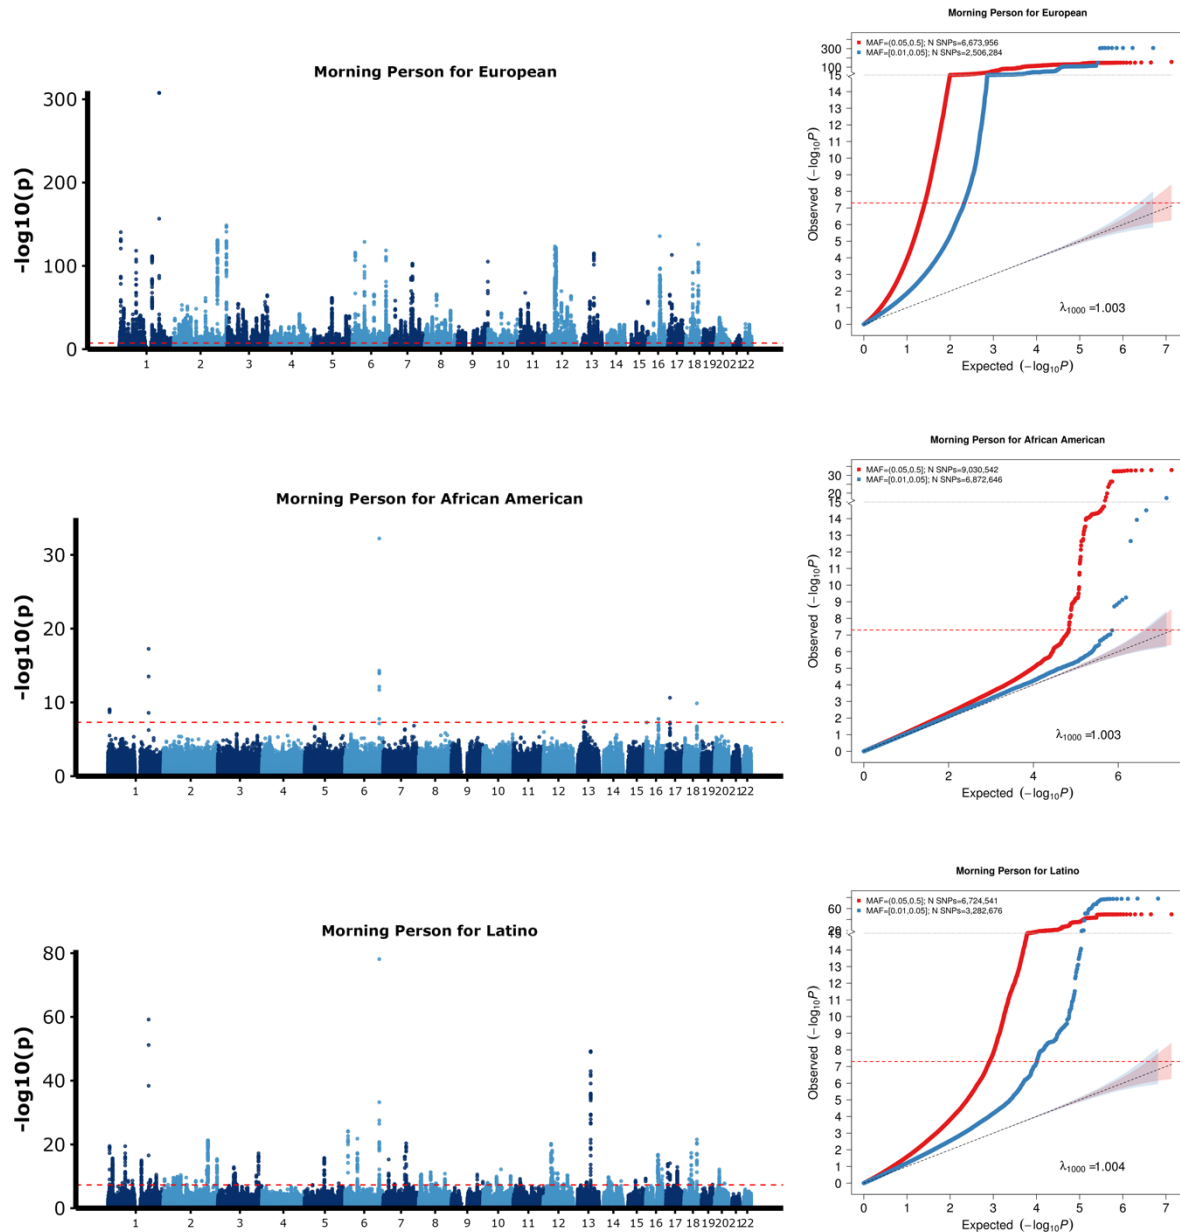 Morning Person for European
-log10(p)
300
200
100
0
1 2 3 4 5 6 7 8 9 10 11 12 13 14 15 16 17 18 19 20 21 22
Morning Person for European
MAF=(0.05,0.5]; N SNPs=6,673,956
MAF=[0.01,0.05]; N SNPs=2,506,284
Observed (−log10P)
300
100
15
14
13
12
11
10
9
8
7
6
5
4
3
2
1
0
λ1000 =1.003
0 1 2 3 4 5 6 7
Expected (−log10P)
Morning Person for African American
-log10(p)
30
20
10
0
1 2 3 4 5 6 7 8 9 10 11 12 13 14 15 16 17 18 19 20 21 22
Morning Person for African American
MAF=(0.05,0.5]; N SNPs=9,030,542
MAF=[0.01,0.05]; N SNPs=6,872,646
Observed (−log10P)
30
20
15
14
13
12
11
10
9
8
7
6
5
4
3
2
1
0
λ1000 =1.003
0 2 4 6
Expected (−log10P)
Morning Person for Latino
-log10(p)
80
60
40
20
0
1 2 3 4 5 6 7 8 9 10 11 12 13 14 15 16 17 18 19 20 21 22
Morning Person for Latino
MAF=(0.05,0.5]; N SNPs=6,724,541
MAF=[0.01,0.05]; N SNPs=3,282,676
Observed (−log10P)
60
20
15
14
13
12
11
10
9
8
7
6
5
4
3
2
1
0
λ1000 =1.004
0 1 2 3 4 5 6 7
Expected (−log10P)